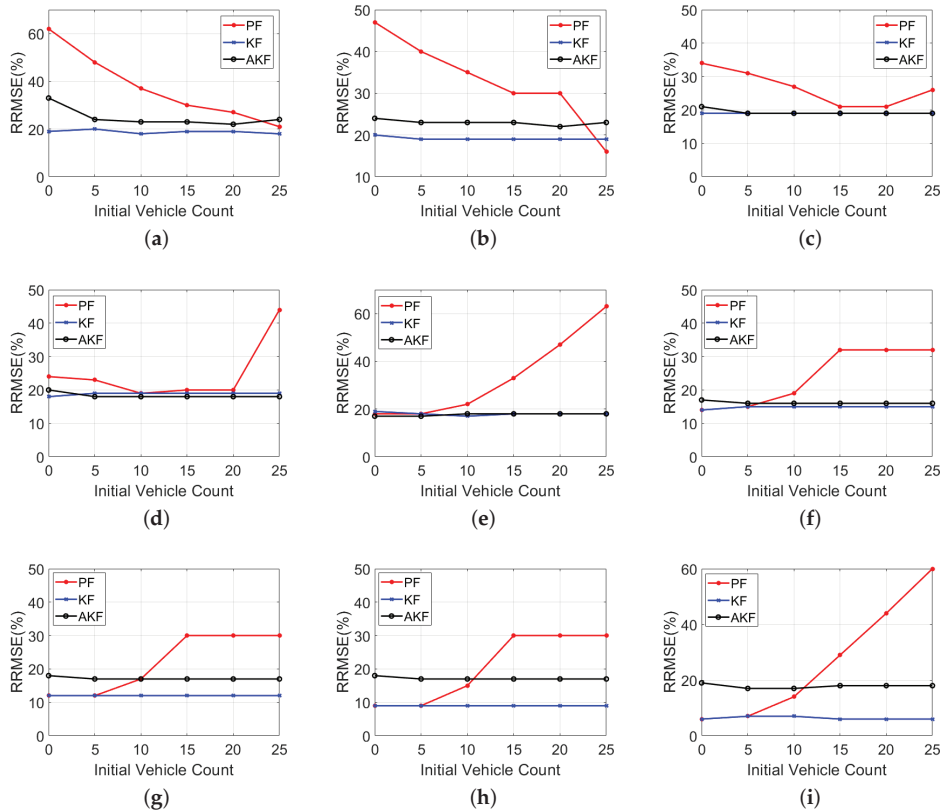 RRMSE(%)
60
40
20
0
PF
KF
AKF
0 5 10 15 20 25
Initial Vehicle Count
(a)
RRMSE(%)
50
40
30
20
10
PF
KF
AKF
0 5 10 15 20 25
Initial Vehicle Count
(b)
RRMSE(%)
50
40
30
20
10
0
PF
KF
AKF
0 5 10 15 20 25
Initial Vehicle Count
(c)
RRMSE(%)
50
40
30
20
10
0
PF
KF
AKF
0 5 10 15 20 25
Initial Vehicle Count
(d)
RRMSE(%)
60
40
20
0
PF
KF
AKF
0 5 10 15 20 25
Initial Vehicle Count
(e)
RRMSE(%)
50
40
30
20
10
0
PF
KF
AKF
0 5 10 15 20 25
Initial Vehicle Count
(f)
RRMSE(%)
50
40
30
20
10
0
PF
KF
AKF
0 5 10 15 20 25
Initial Vehicle Count
(g)
RRMSE(%)
50
40
30
20
10
0
PF
KF
AKF
0 5 10 15 20 25
Initial Vehicle Count
(h)
RRMSE(%)
60
40
20
0
PF
KF
AKF
0 5 10 15 20 25
Initial Vehicle Count
(i)